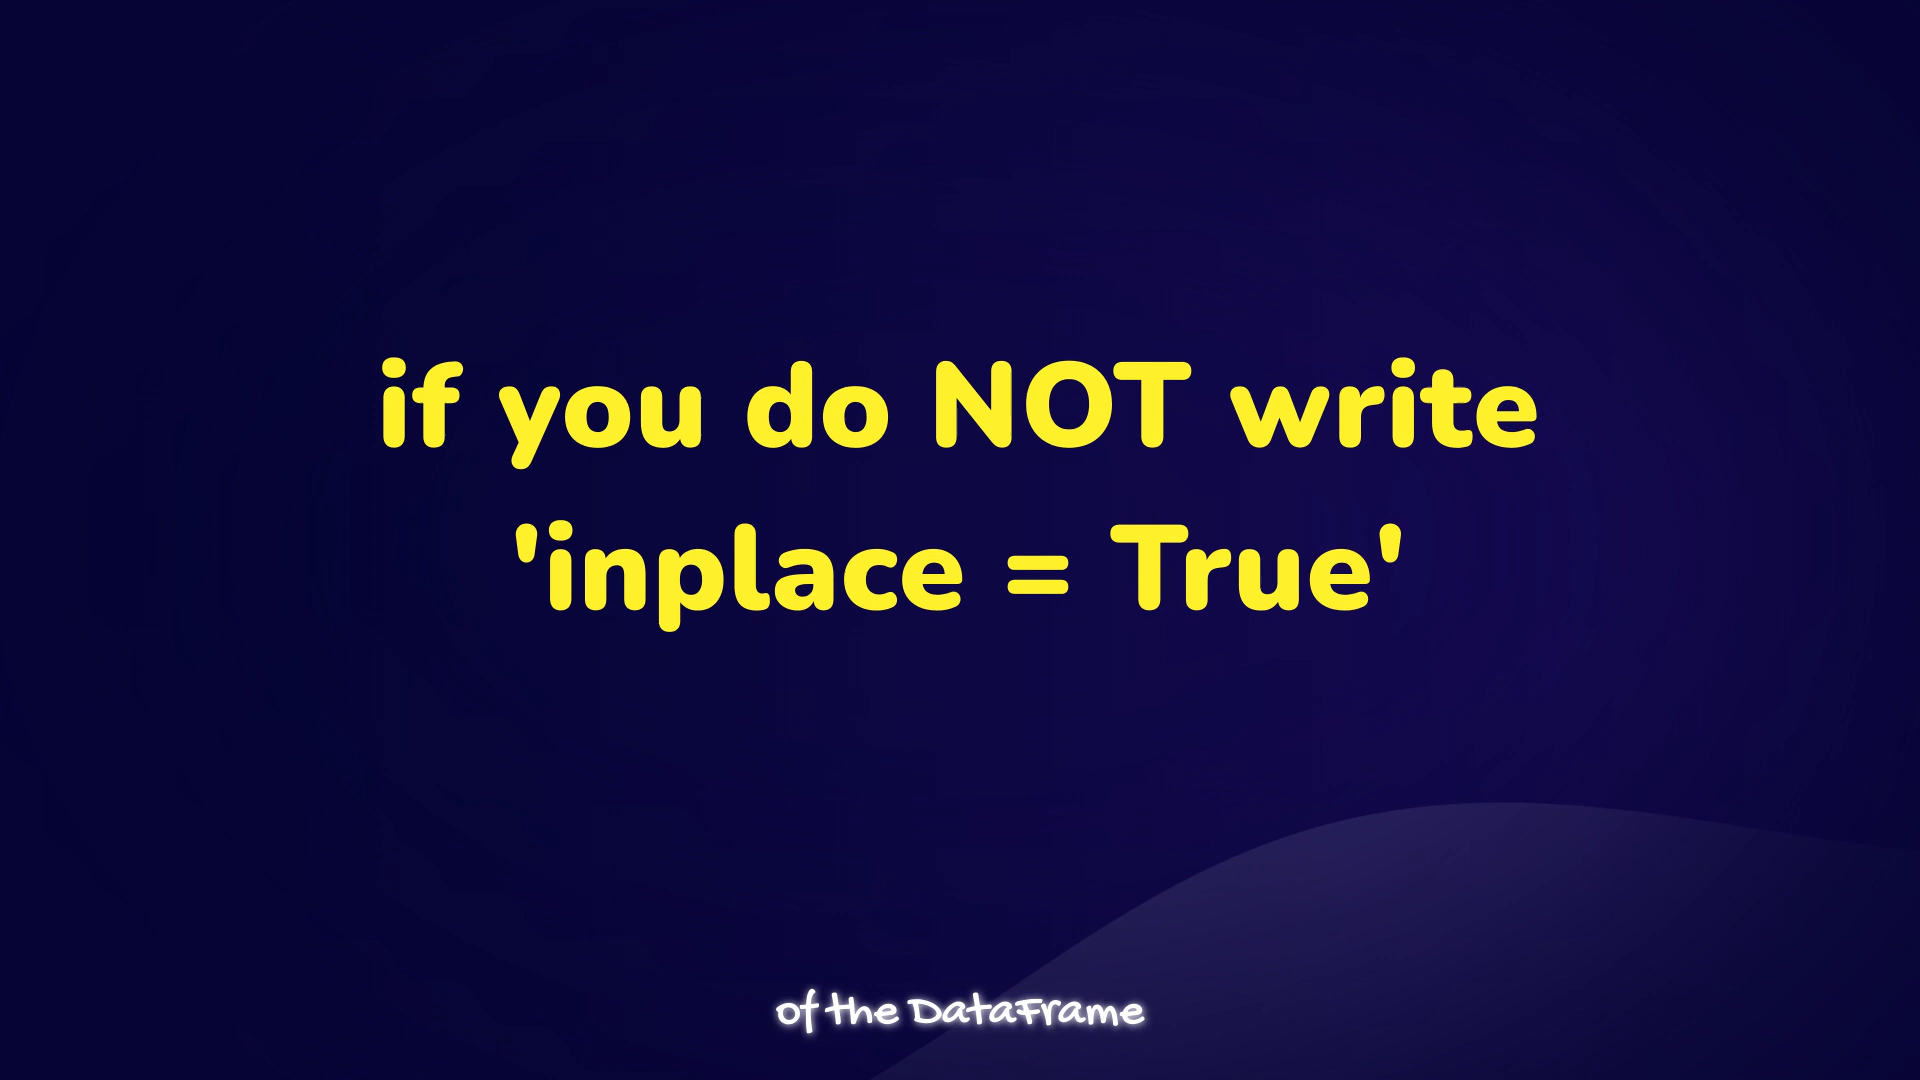 if you do NOT write
'inplace = True'
of the DataFrame